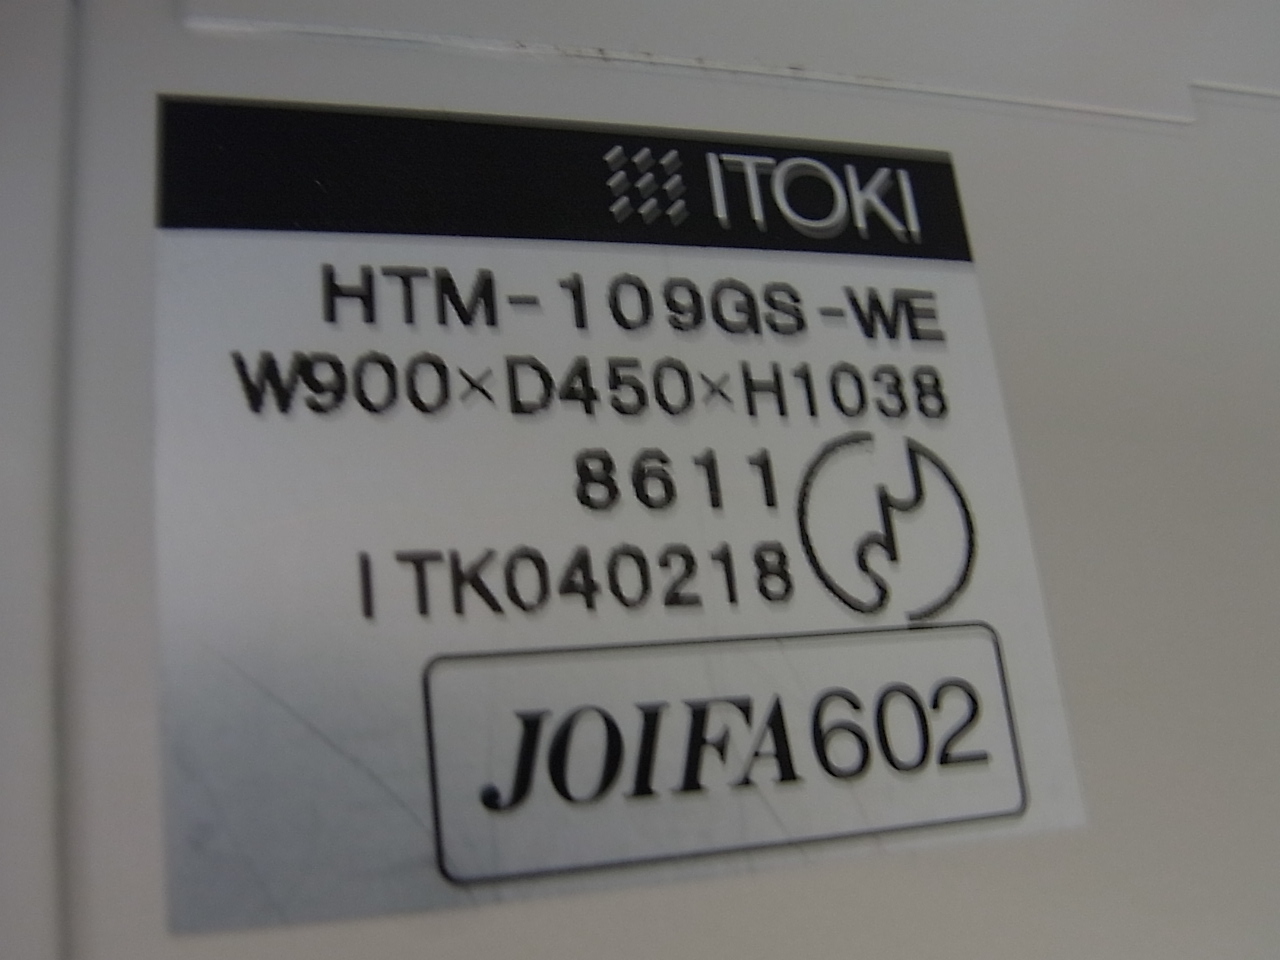 ITOKI
HTM-109GS-WE
W900×D450×H1038
8611
ITK040218
JOIFA602